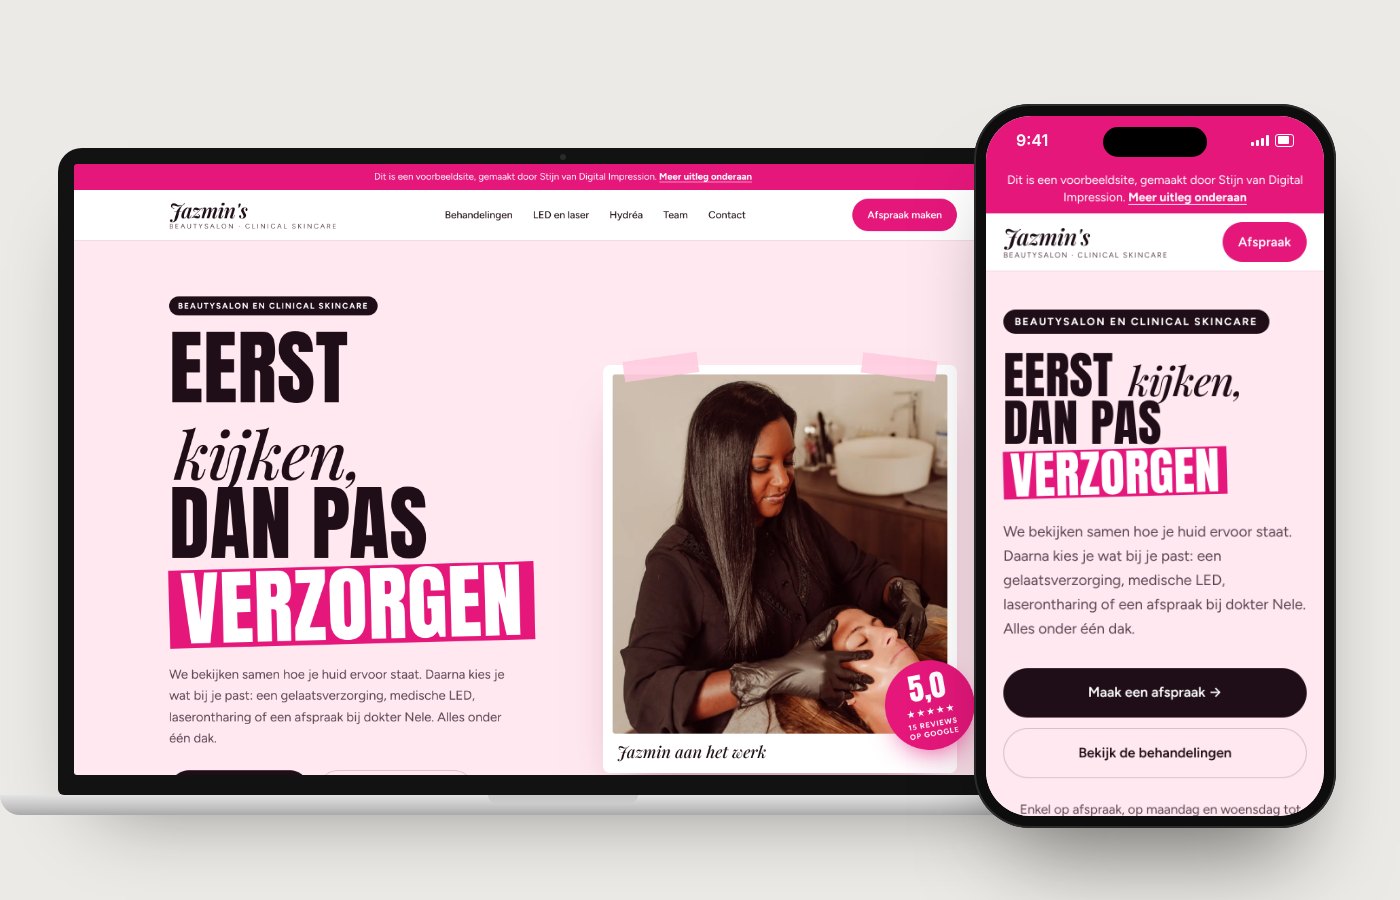 Dit is een voorbeeldsite, gemaakt door Stijn van Digital Impression. Meer uitleg onderaan
Jazmin's
BEAUTYSALON · CLINICAL SKINCARE
Behandelingen
LED en laser
Hydréa
Team
Contact
Afspraak maken
BEAUTYSALON EN CLINICAL SKINCARE
EERST
kijken,
DAN PAS
VERZORGEN
We bekijken samen hoe je huid ervoor staat. Daarna kies je
wat bij je past: een gelaatsverzorging, medische LED,
laserontharing of een afspraak bij dokter Nele. Alles onder
één dak.
5,0
★★★★★
15 REVIEWS
OP GOOGLE
Jazmin aan het werk
9:41
Dit is een voorbeeldsite, gemaakt door Stijn van Digital
Impression. Meer uitleg onderaan
Jazmin's
BEAUTYSALON · CLINICAL SKINCARE
Afspraak
BEAUTYSALON EN CLINICAL SKINCARE
EERST kijken,
DAN PAS
VERZORGEN
We bekijken samen hoe je huid ervoor staat.
Daarna kies je wat bij je past: een
gelaatsverzorging, medische LED,
laserontharing of een afspraak bij dokter Nele.
Alles onder één dak.
Maak een afspraak →
Bekijk de behandelingen
Enkel op afspraak, op maandag en woensdag tot